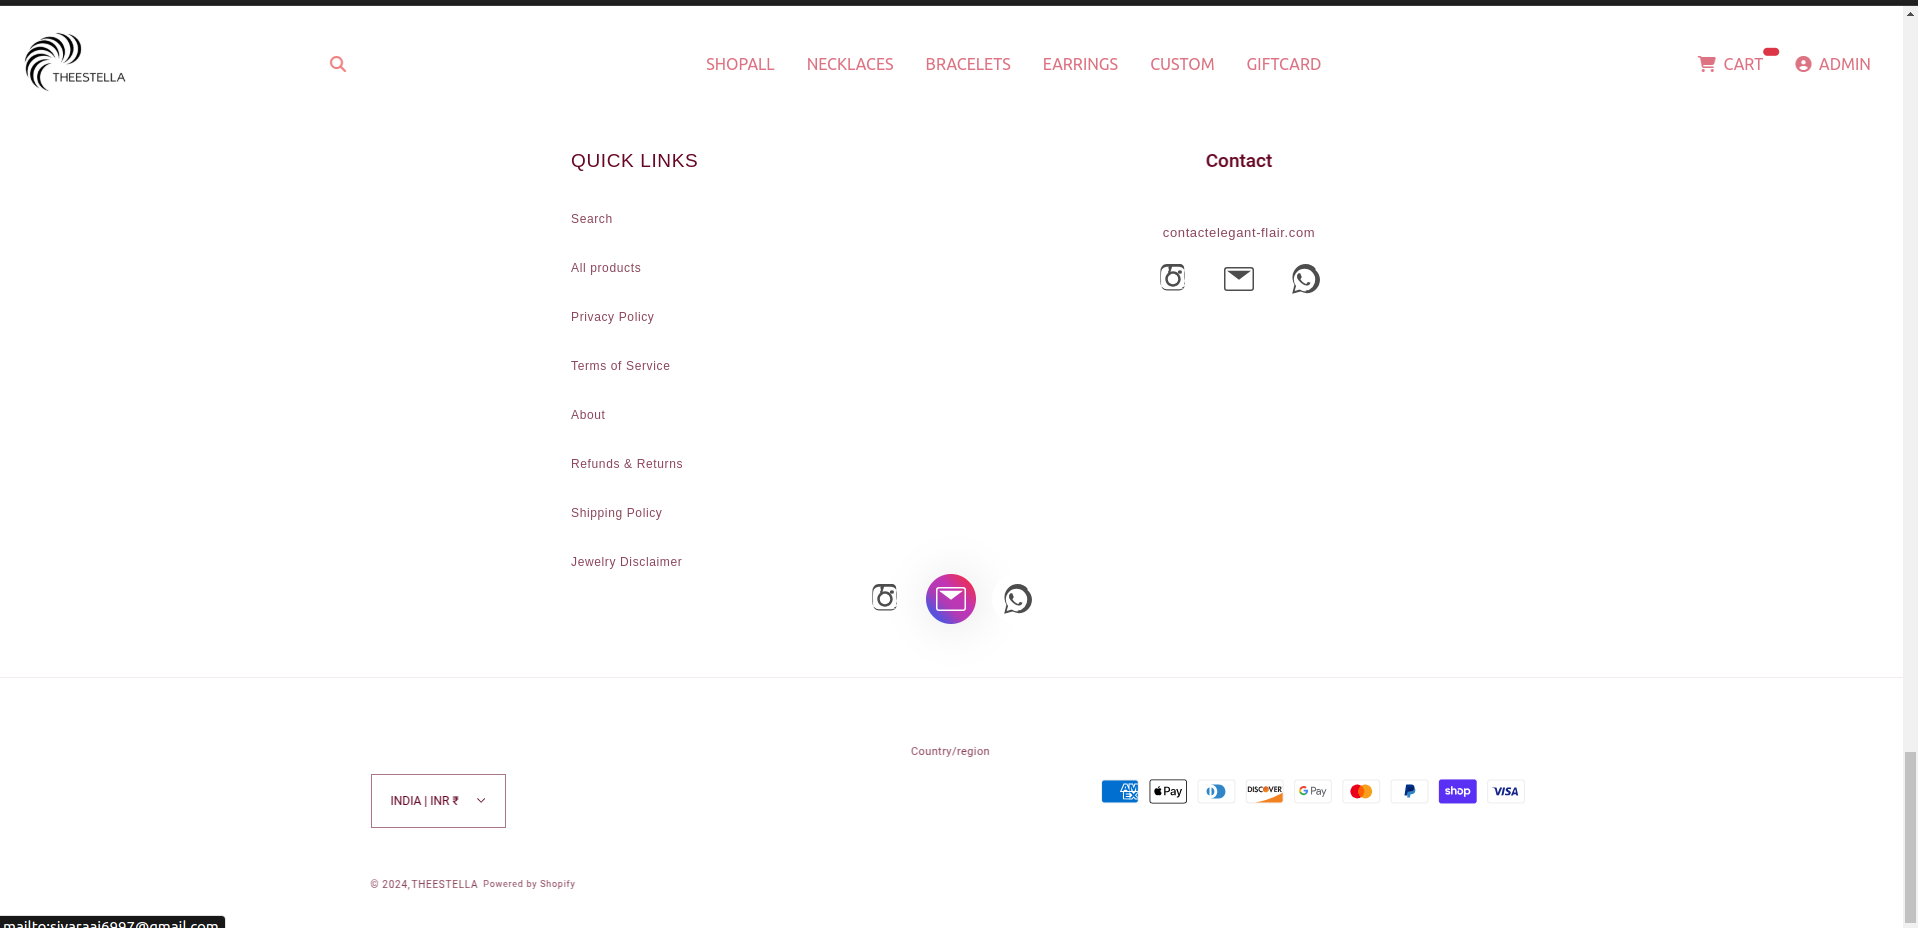 THEESTELLA
SHOPALL NECKLACES BRACELETS EARRINGS CUSTOM GIFTCARD
CART ADMIN
QUICK LINKS
Search
All products
Privacy Policy
Terms of Service
About
Refunds & Returns
Shipping Policy
Jewelry Disclaimer
Contact
contactelegant-flair.com
Country/region
INDIA | INR ₹
AM EX
Pay
DISCOVER
G Pay
shop
VISA
© 2024, THEESTELLA Powered by Shopify
mailto:sivaraaj6997@gmail.com